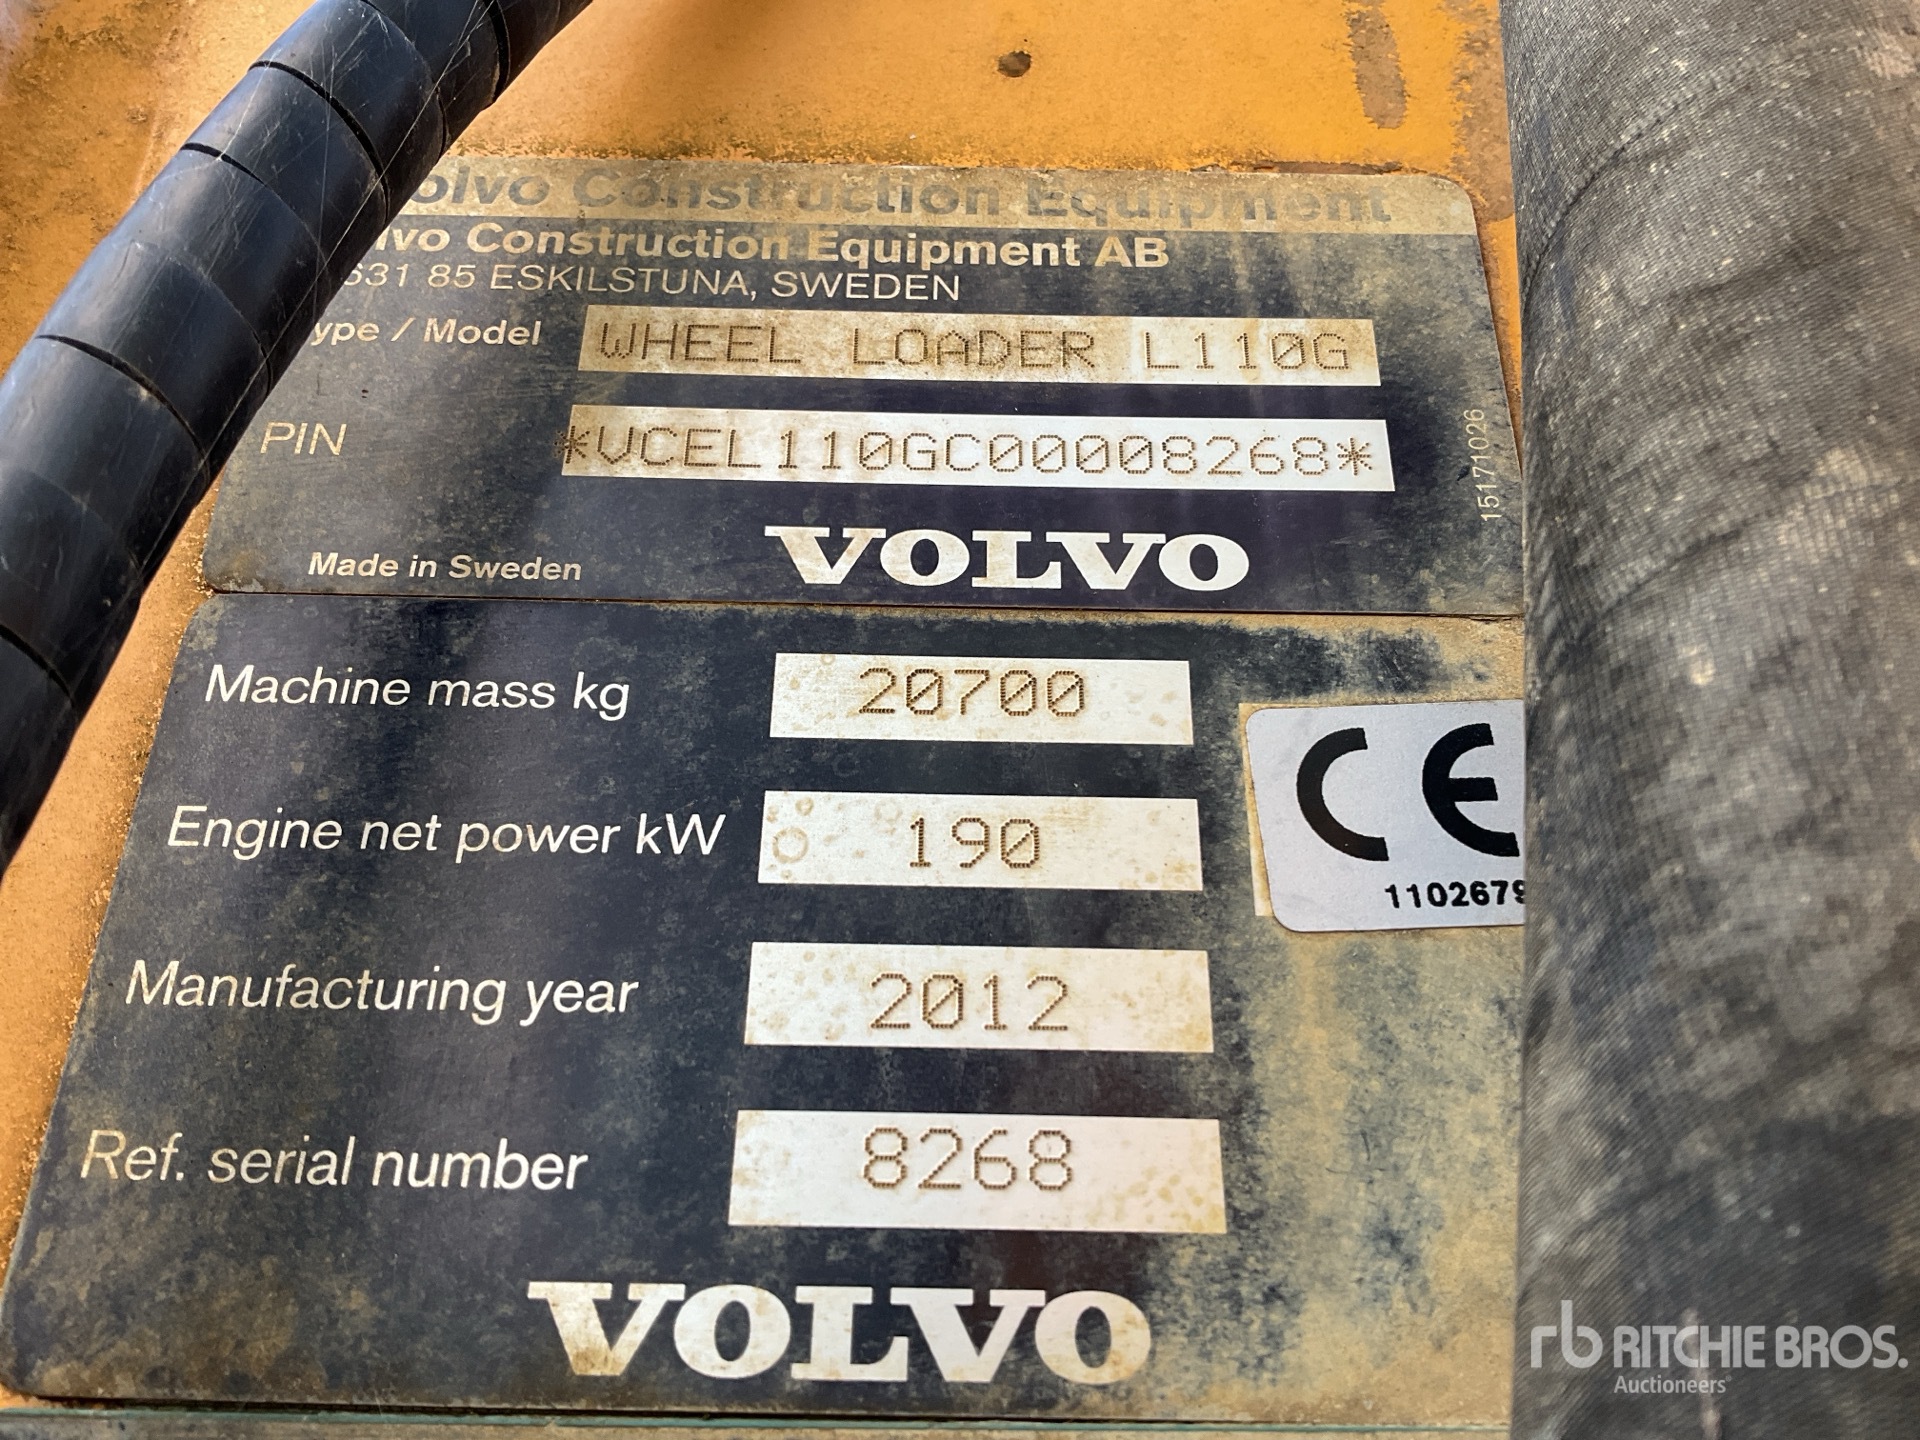 olvo Construction Equipment
lvo Construction Equipment AB
631 85 ESKILSTUNA, SWEDEN
ype / Model WHEEL LOADER L110G
PIN *VCEL110GC00008268*
15171026
Made in Sweden VOLVO
Machine mass kg 20700
Engine net power kW 190
CE
1102679
Manufacturing year 2012
Ref. serial number 8268
VOLVO
rb RITCHIE BROS.
Auctioneers